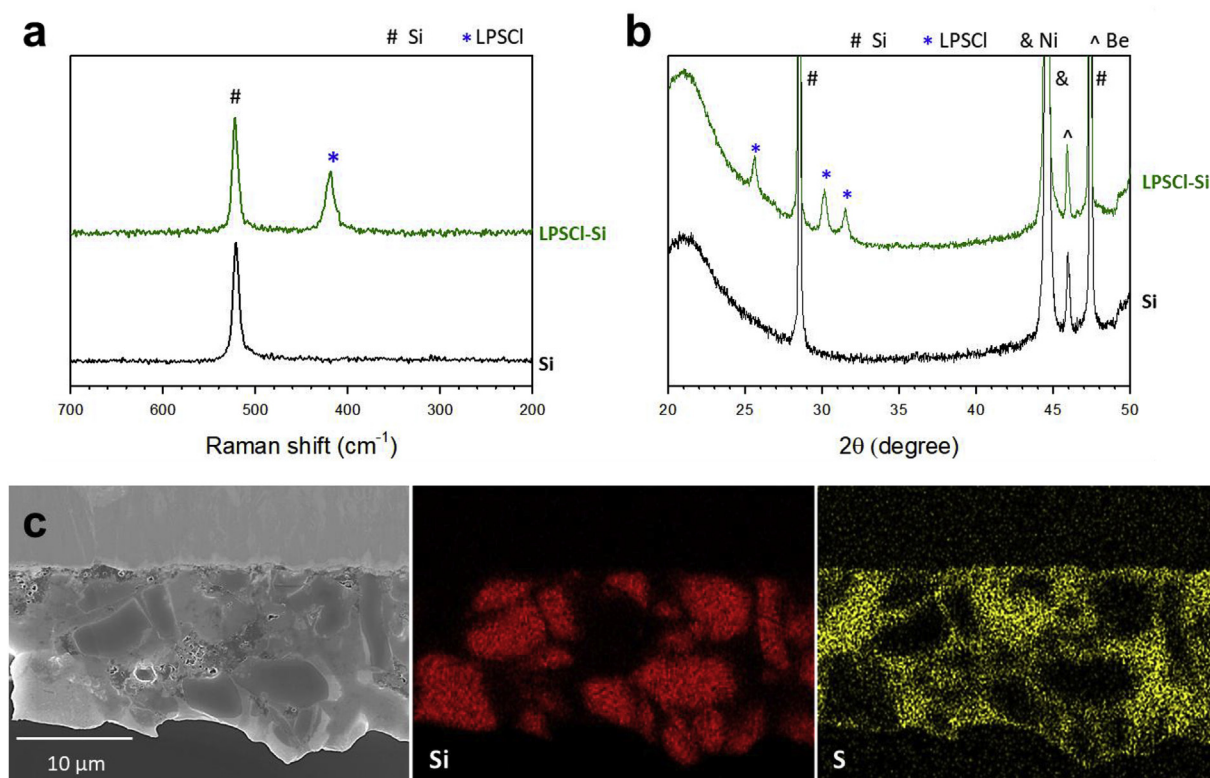 a
# Si * LPSCl
#
*
LPSCl-Si
Si
700 600 500 400 300 200
Raman shift (cm⁻¹)
b
# Si * LPSCl & Ni ^ Be
# & #
^
* * *
LPSCl-Si
Si
20 25 30 35 40 45 50
2θ (degree)
c
10 µm
Si
S